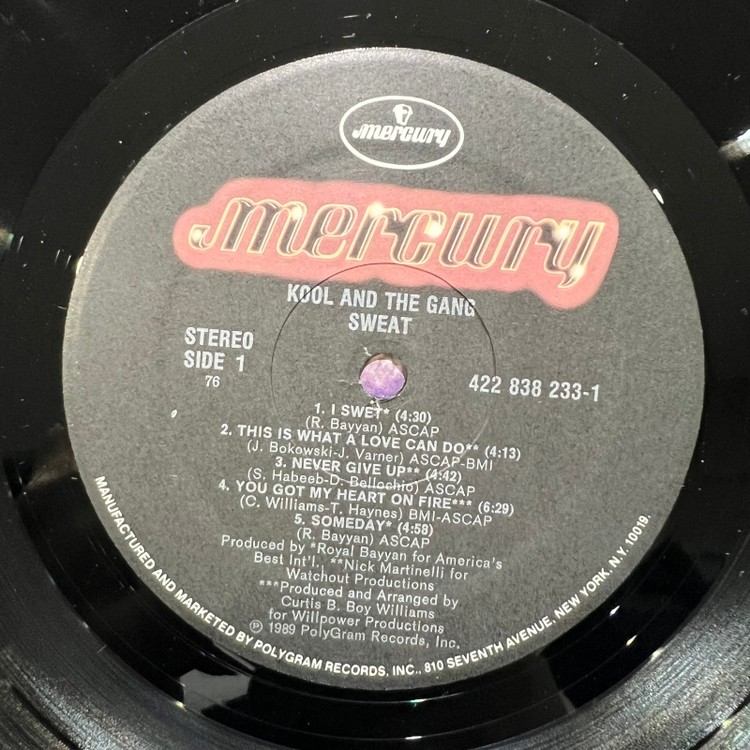 mercury
mercury
KOOL AND THE GANG
SWEAT
STEREO
SIDE 1
76
422 838 233-1
1. I SWET* (4:30)
(R. Bayyan) ASCAP
2. THIS IS WHAT A LOVE CAN DO** (4:13)
(J. Bokowski-J. Varner) ASCAP-BMI
3. NEVER GIVE UP** (4:42)
(S. Habeeb-D. Bellochio) ASCAP
4. YOU GOT MY HEART ON FIRE*** (6:29)
(C. Williams-T. Haynes) BMI-ASCAP
5. SOMEDAY* (4:58)
(R. Bayyan) ASCAP
Produced by *Royal Bayyan for America's
Best Int'l., **Nick Martinelli for
Watchout Productions
***Produced and Arranged by
Curtis B. Boy Williams
for Willpower Productions
℗ 1989 PolyGram Records, Inc.
MANUFACTURED AND MARKETED BY POLYGRAM RECORDS, INC., 810 SEVENTH AVENUE, NEW YORK, N.Y. 10019.